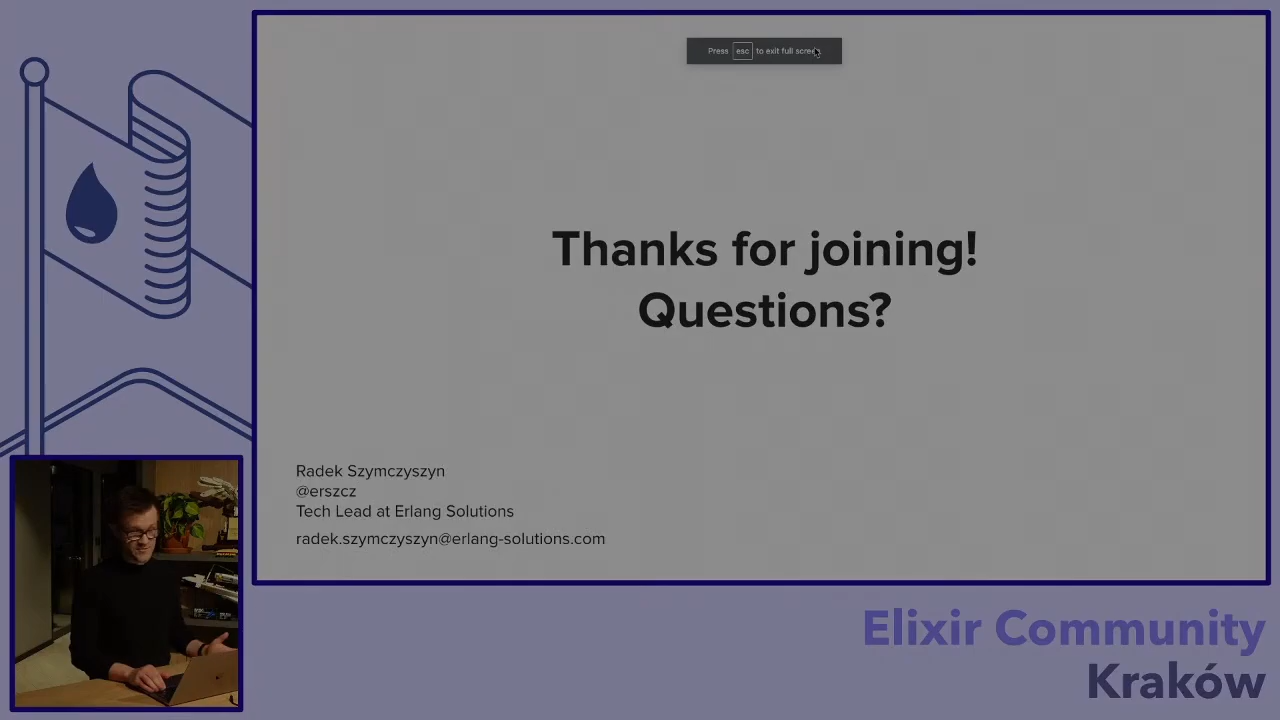 Press esc to exit full screen
Thanks for joining!
Questions?
Radek Szymczyszyn
@erszcz
Tech Lead at Erlang Solutions
radek.szymczyszyn@erlang-solutions.com
Elixir Community
Kraków